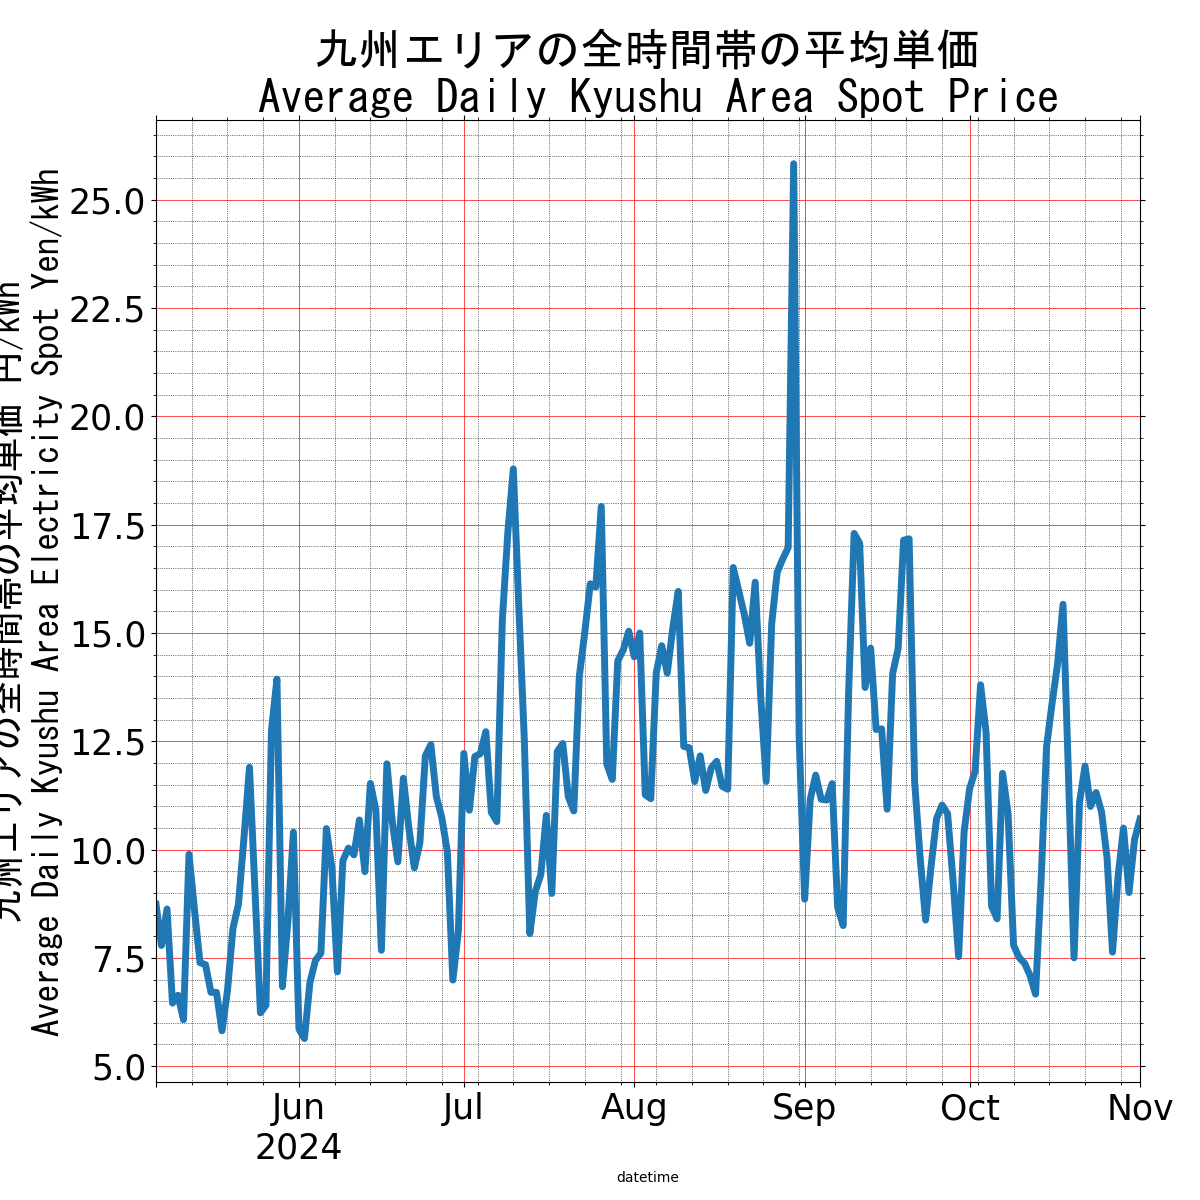 九州エリアの全時間帯の平均単価
Average Daily Kyushu Area Spot Price
九州エリアの全時間帯の平均単価 円/kWh
Average Daily Kyushu Area Electricity Spot Yen/kWh
25.0
22.5
20.0
17.5
15.0
12.5
10.0
7.5
5.0
Jun
2024
Jul
Aug
Sep
Oct
Nov
datetime